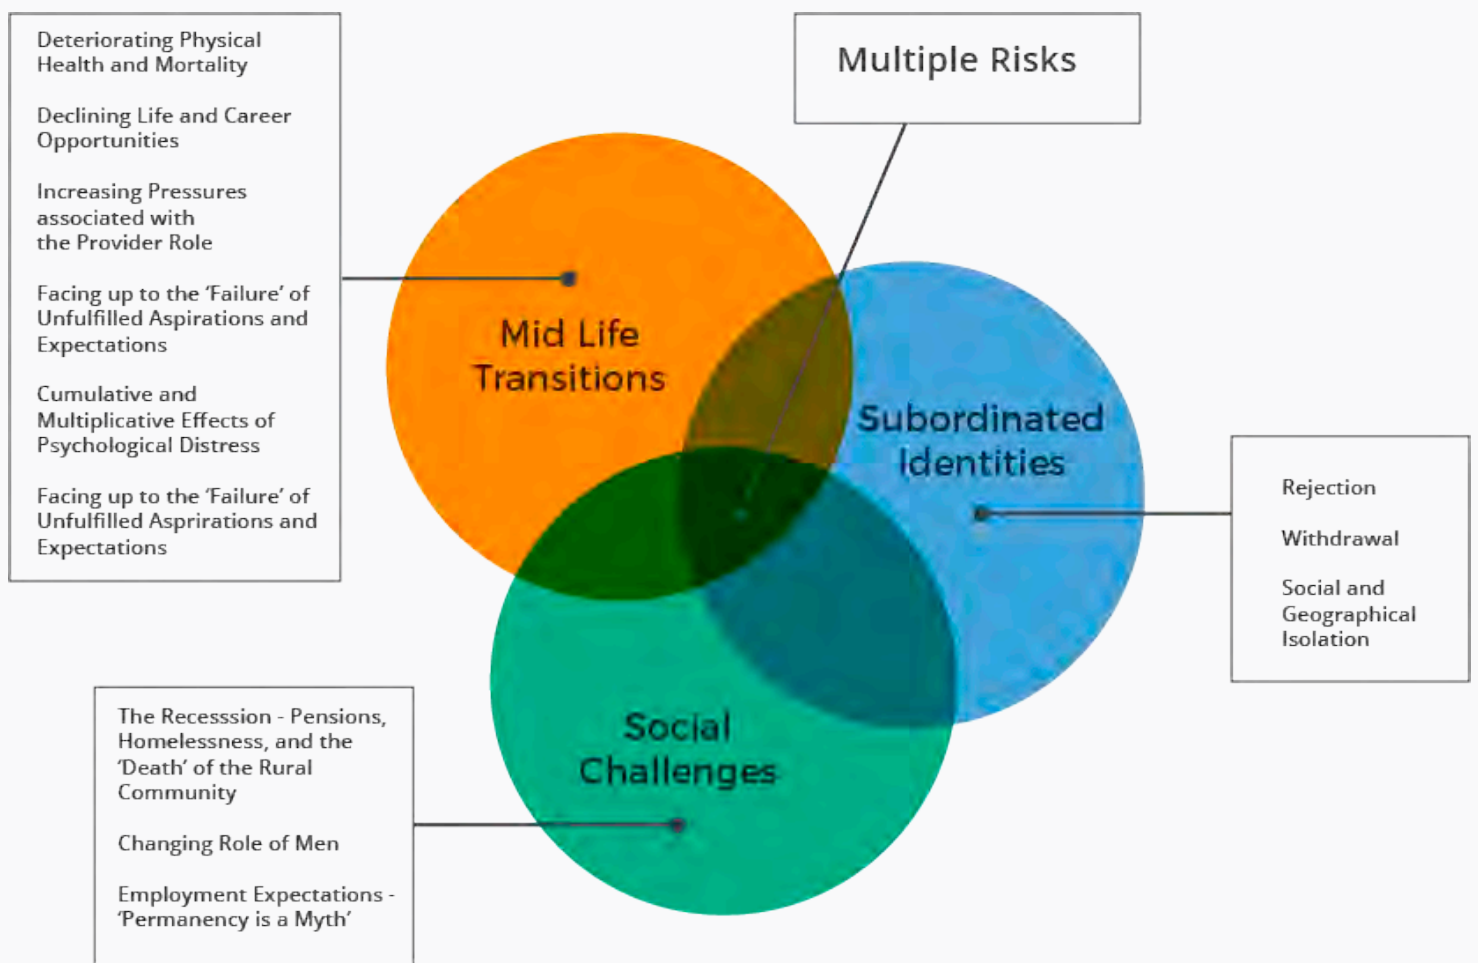 Deteriorating Physical
Health and Mortality
Declining Life and Career
Opportunities
Increasing Pressures
associated with
the Provider Role
Facing up to the ‘Failure’ of
Unfulfilled Aspirations and
Expectations
Cumulative and
Multiplicative Effects of
Psychological Distress
Facing up to the ‘Failure’ of
Unfulfilled Asprirations and
Expectations
Multiple Risks
Mid Life
Transitions
Subordinated
Identities
Rejection
Withdrawal
Social and
Geographical
Isolation
Social
Challenges
The Recesssion - Pensions,
Homelessness, and the
‘Death’ of the Rural
Community
Changing Role of Men
Employment Expectations -
‘Permanency is a Myth’